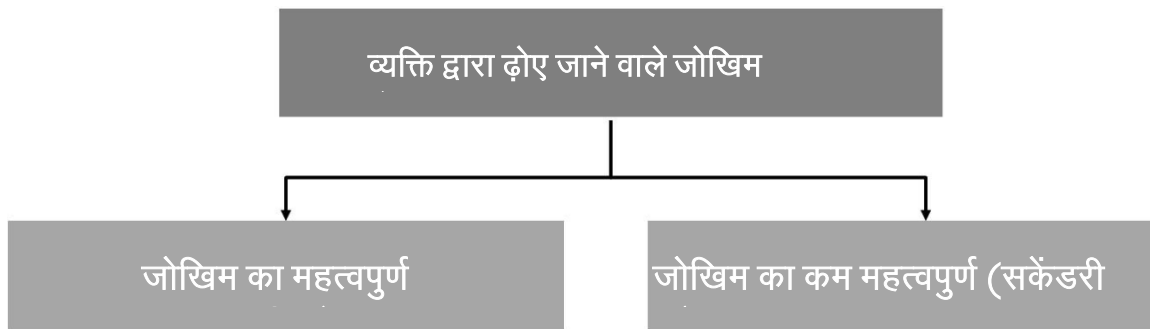 व्यक्ति द्वारा ढ़ोए जाने वाले जोखिम
जोखिम का महत्वपुर्ण
जोखिम का कम महत्वपुर्ण (सकेंडरी